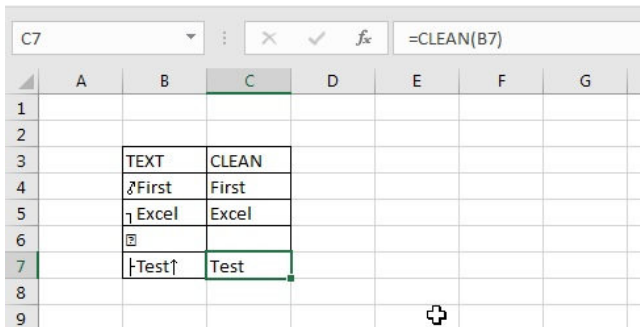 C7 fx =CLEAN(B7)
A B C D E F G
1
2
3 TEXT CLEAN
4 ♂First First
5 ┐Excel Excel
6
7 ├Test↑ Test
8
9